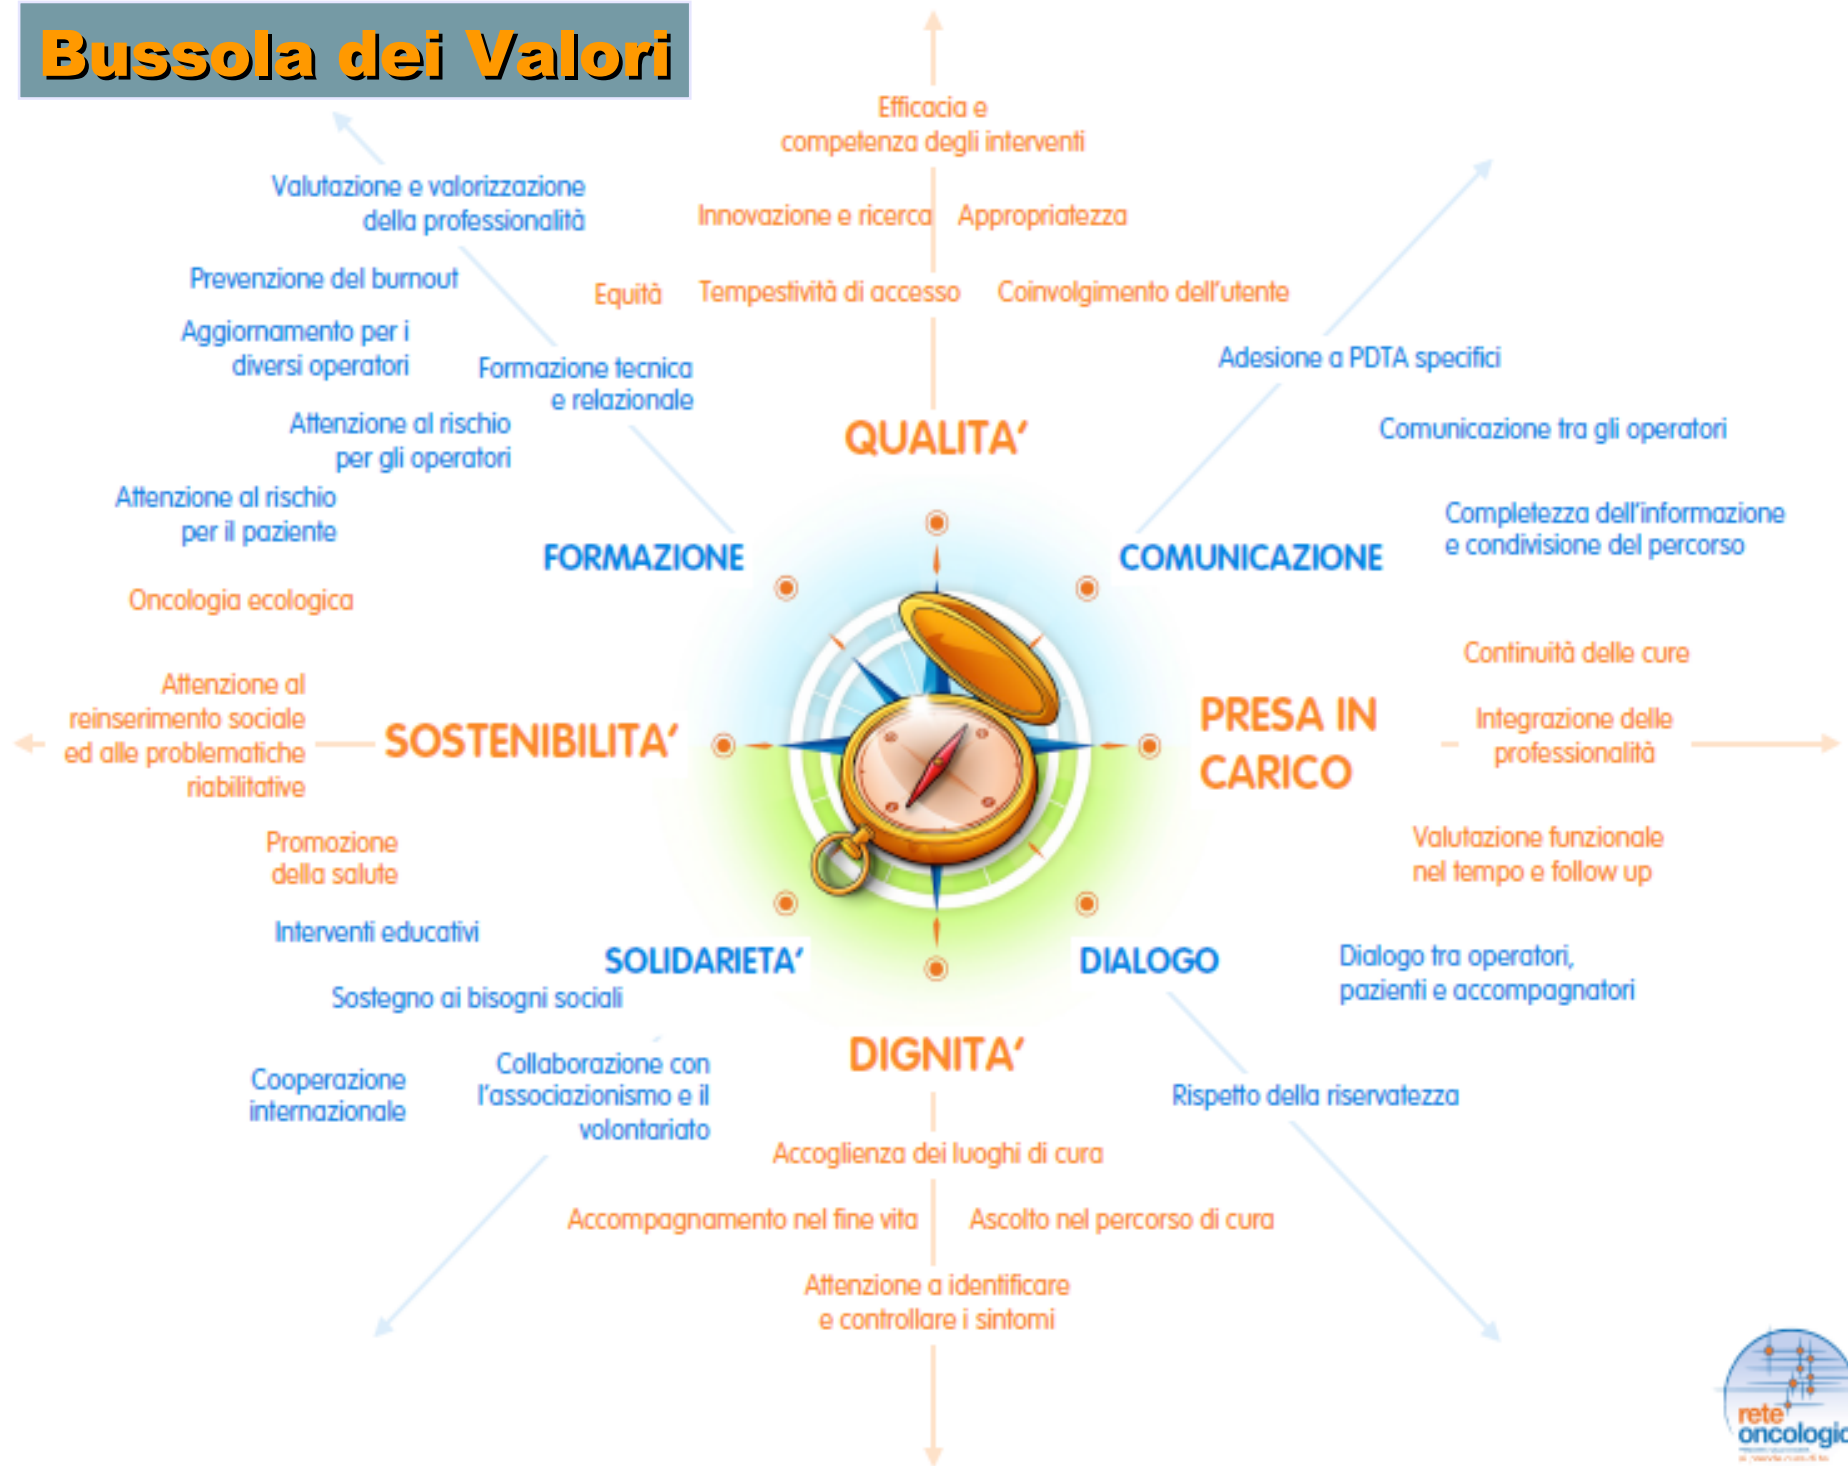 Bussola dei Valori
Efficacia e
competenza degli interventi
Innovazione e ricerca
Appropriatezza
Equità
Tempestività di accesso
Coinvolgimento dell'utente
QUALITA'
Valutazione e valorizzazione
della professionalità
Prevenzione del burnout
Aggiornamento per i
diversi operatori
Formazione tecnica
e relazionale
Attenzione al rischio
per gli operatori
Attenzione al rischio
per il paziente
FORMAZIONE
Adesione a PDTA specifici
Comunicazione tra gli operatori
Completezza dell'informazione
e condivisione del percorso
COMUNICAZIONE
Oncologia ecologica
Attenzione al
reinserimento sociale
ed alle problematiche
riabilitative
SOSTENIBILITA'
Promozione
della salute
Continuità delle cure
PRESA IN
CARICO
Integrazione delle
professionalità
Valutazione funzionale
nel tempo e follow up
Interventi educativi
SOLIDARIETA'
Sostegno ai bisogni sociali
Cooperazione
internazionale
Collaborazione con
l'associazionismo e il
volontariato
DIALOGO
Dialogo tra operatori,
pazienti e accompagnatori
Rispetto della riservatezza
DIGNITA'
Accoglienza dei luoghi di cura
Accompagnamento nel fine vita
Ascolto nel percorso di cura
Attenzione a identificare
e controllare i sintomi
rete
oncologic